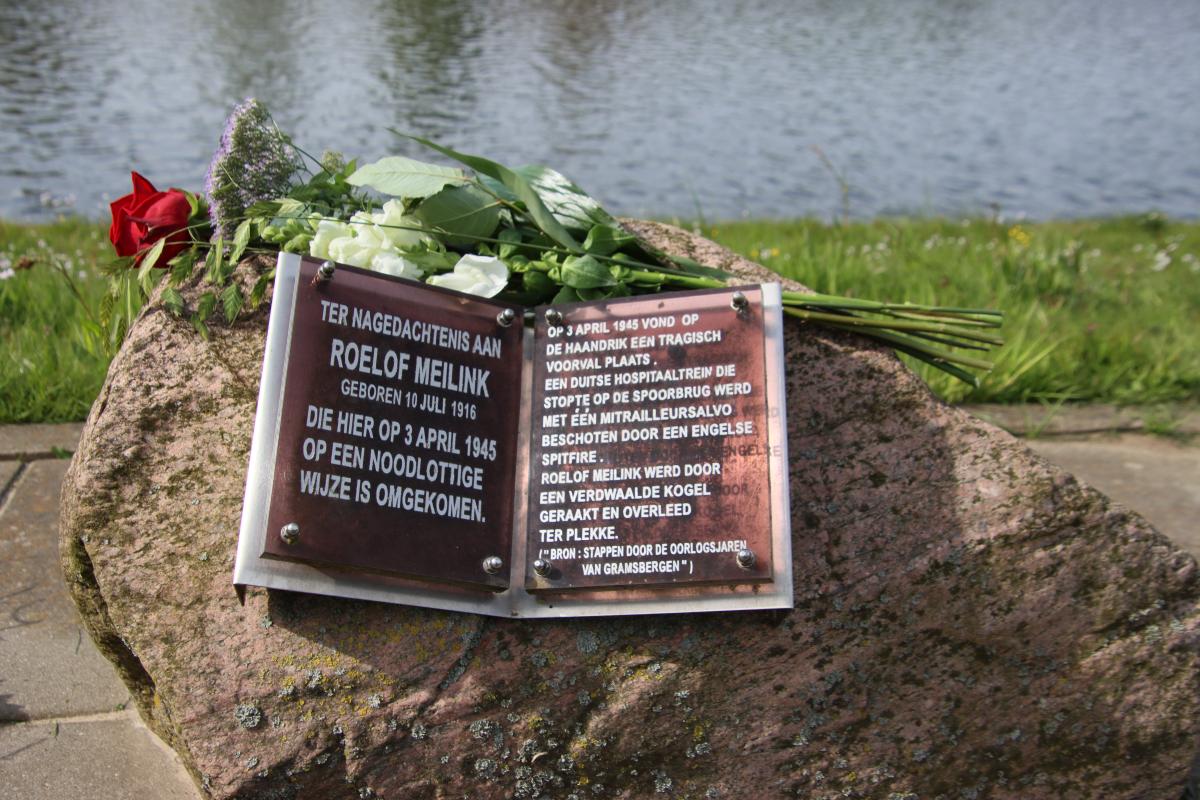 TER NAGEDACHTENIS AAN
ROELOF MEILINK
GEBOREN 10 JULI 1916
DIE HIER OP 3 APRIL 1945
OP EEN NOODLOTTIGE
WIJZE IS OMGEKOMEN.
OP 3 APRIL 1945 VOND OP
DE HAANDRIK EEN TRAGISCH
VOORVAL PLAATS.
EEN DUITSE HOSPITAALTREIN DIE
STOPTE OP DE SPOORBRUG WERD
MET ÉÉN MITRAILLEURSALVO
BESCHOTEN DOOR EEN ENGELSE
SPITFIRE.
ROELOF MEILINK WERD DOOR
EEN VERDWAALDE KOGEL
GERAAKT EN OVERLEED
TER PLEKKE.
("BRON : STAPPEN DOOR DE OORLOGSJAREN
VAN GRAMSBERGEN")